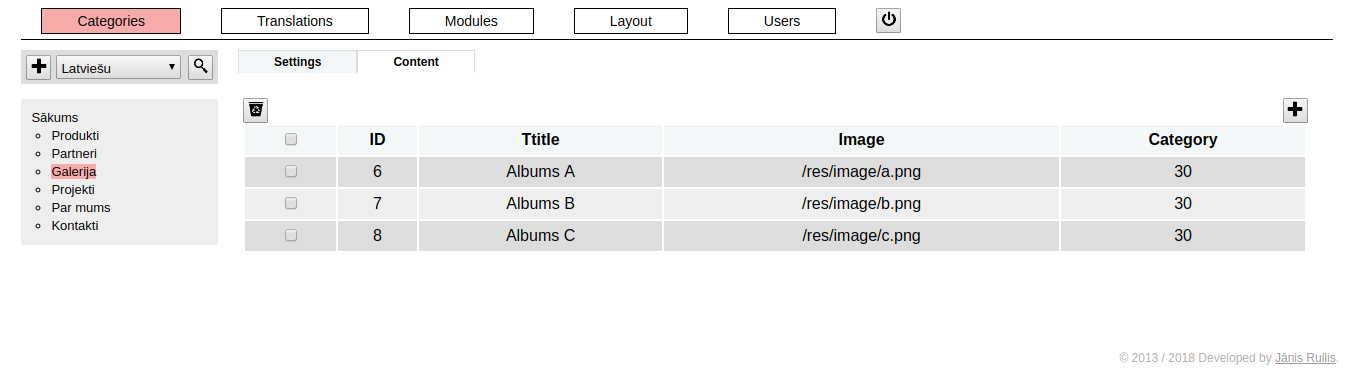 Categories Translations Modules Layout Users
Latviešu
Settings Content
Sākums
Produkti
Partneri
Galerija
Projekti
Par mums
Kontakti
ID Ttitle Image Category
6 Albums A /res/image/a.png 30
7 Albums B /res/image/b.png 30
8 Albums C /res/image/c.png 30
© 2013 / 2018 Developed by Jānis Rullis.